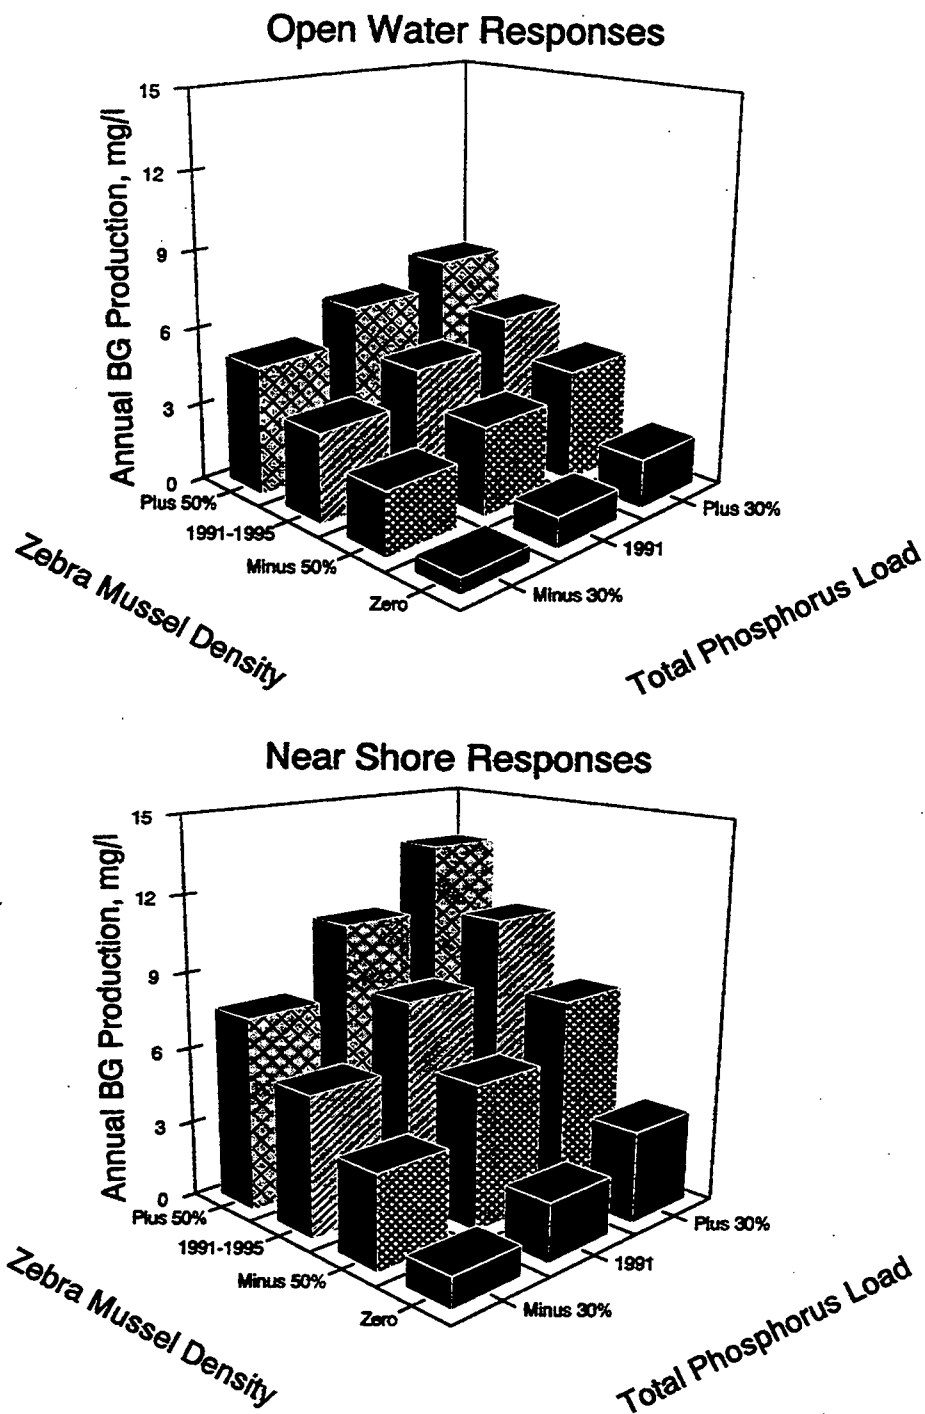 Open Water Responses
Annual BG Production, mg/l
15
12
9
6
3
0
Plus 50%
1991-1995
Minus 50%
Zero
Zebra Mussel Density
Plus 30%
1991
Minus 30%
Total Phosphorus Load
Near Shore Responses
Annual BG Production, mg/l
15
12
9
6
3
0
Plus 50%
1991-1995
Minus 50%
Zero
Zebra Mussel Density
Plus 30%
1991
Minus 30%
Total Phosphorus Load